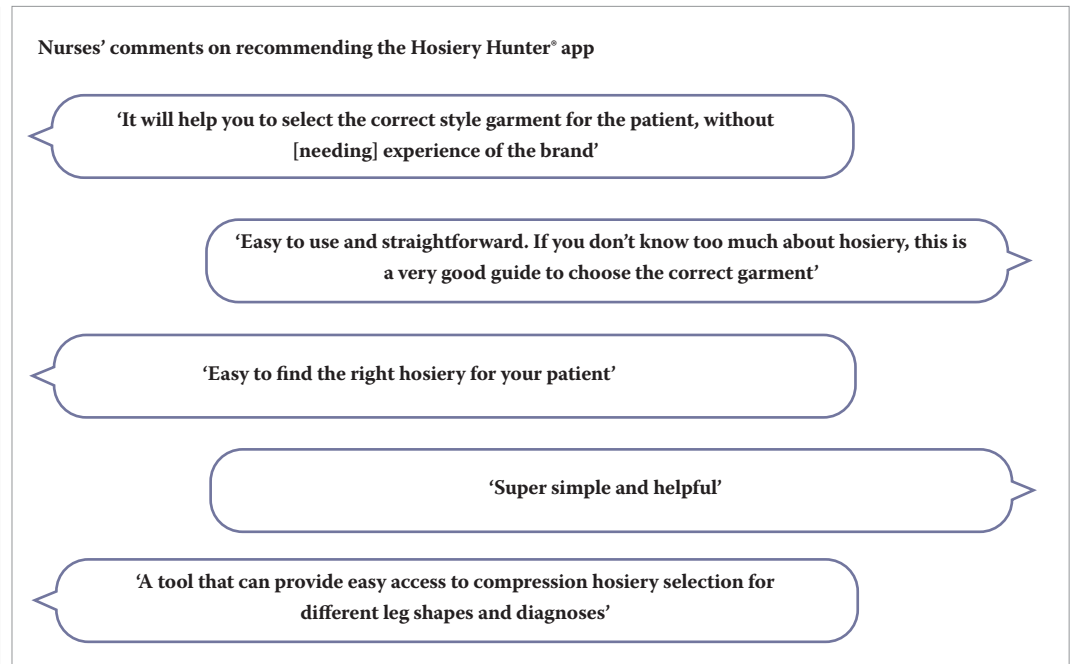 Nurses’ comments on recommending the Hosiery Hunter® app
‘It will help you to select the correct style garment for the patient, without
[needing] experience of the brand’
‘Easy to use and straightforward. If you don’t know too much about hosiery, this is
a very good guide to choose the correct garment’
‘Easy to find the right hosiery for your patient’
‘Super simple and helpful’
‘A tool that can provide easy access to compression hosiery selection for
different leg shapes and diagnoses’